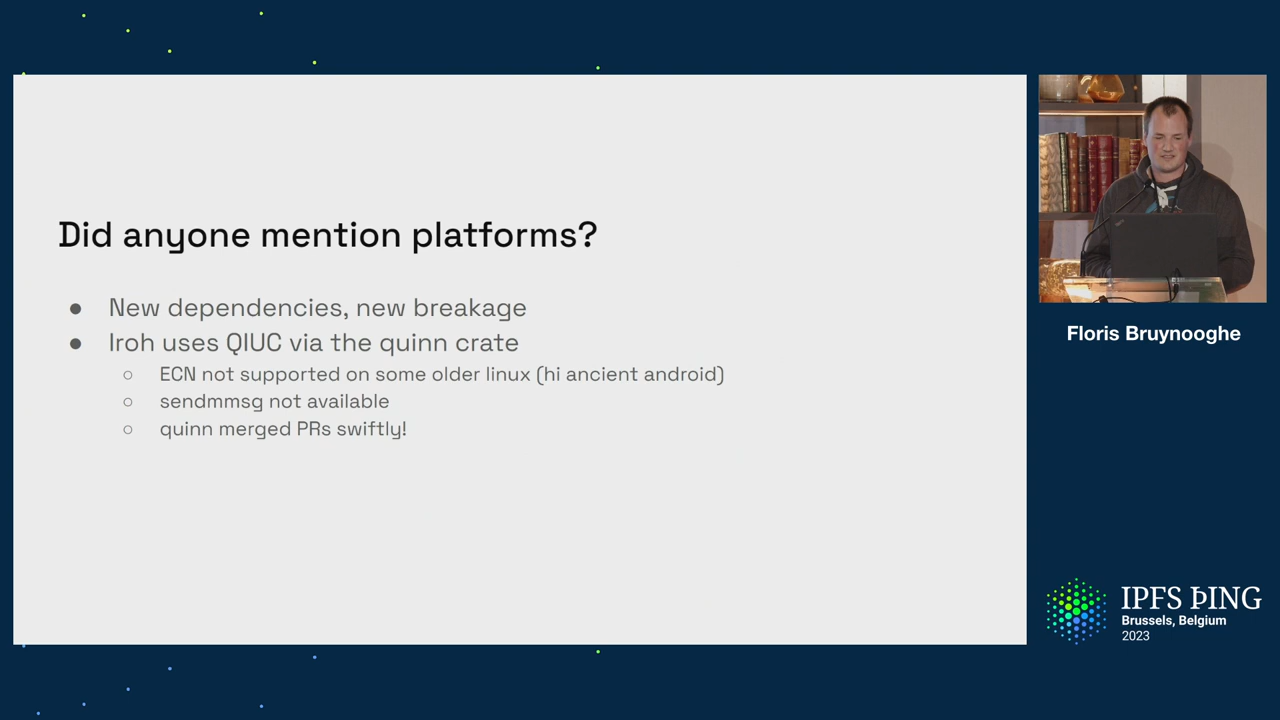 Did anyone mention platforms?
● New dependencies, new breakage
● Iroh uses QIUC via the quinn crate
○ ECN not supported on some older linux (hi ancient android)
○ sendmmsg not available
○ quinn merged PRs swiftly!
Floris Bruynooghe
IPFS ÞING
Brussels, Belgium
2023